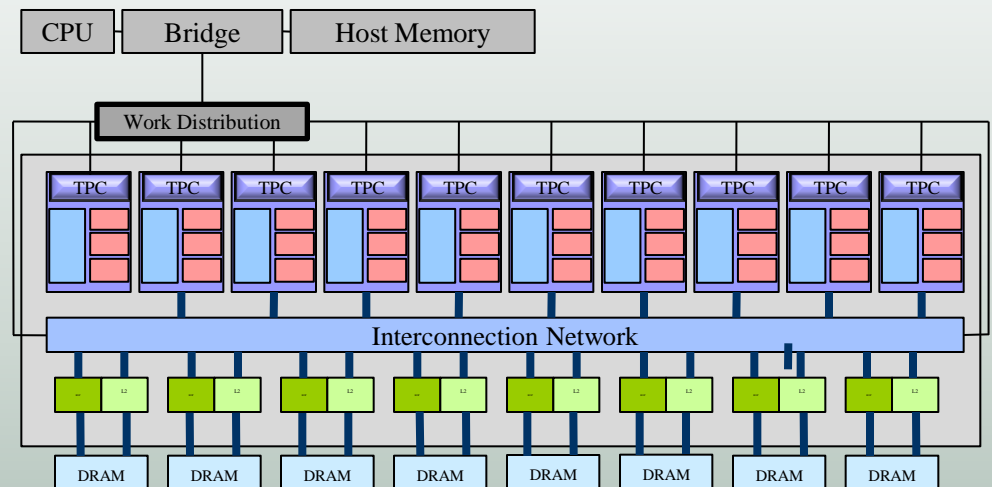 CPU Bridge Host Memory
Work Distribution
TPC TPC TPC TPC TPC TPC TPC TPC TPC TPC
Interconnection Network
L2 L2 L2 L2 L2 L2 L2 L2
DRAM DRAM DRAM DRAM DRAM DRAM DRAM DRAM